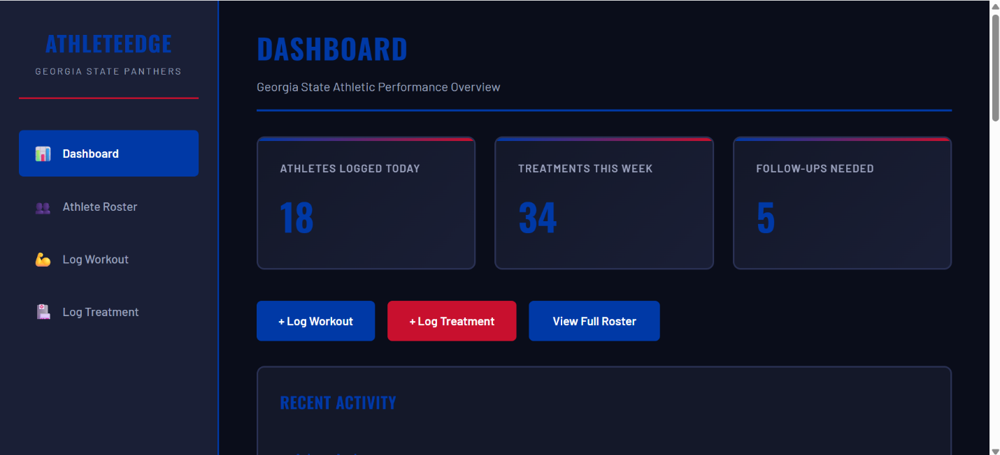 ATHLETEEDGE
GEORGIA STATE PANTHERS
Dashboard
Athlete Roster
Log Workout
Log Treatment
DASHBOARD
Georgia State Athletic Performance Overview
ATHLETES LOGGED TODAY
18
TREATMENTS THIS WEEK
34
FOLLOW-UPS NEEDED
5
+ Log Workout
+ Log Treatment
View Full Roster
RECENT ACTIVITY